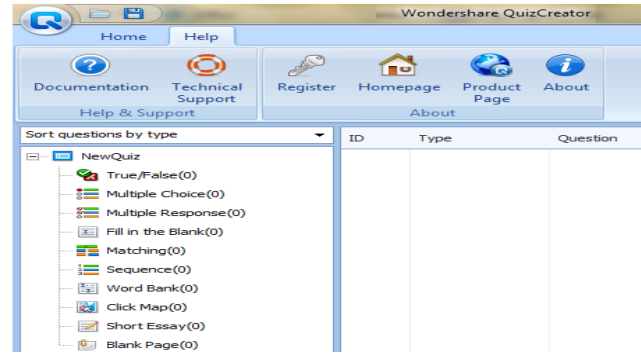 Wondershare QuizCreator
Home Help
Documentation Technical Support Register Homepage Product Page About
Help & Support About
Sort questions by type
ID Type Question
NewQuiz
True/False(0)
Multiple Choice(0)
Multiple Response(0)
Fill in the Blank(0)
Matching(0)
Sequence(0)
Word Bank(0)
Click Map(0)
Short Essay(0)
Blank Page(0)